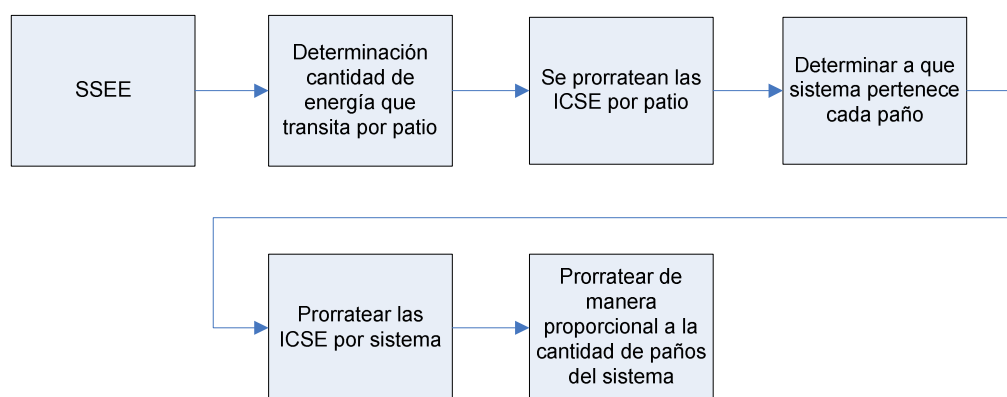 SSEE
Determinación
cantidad de
energía que
transita por patio
Se prorratean las
ICSE por patio
Determinar a que
sistema pertenece
cada paño
Prorratear las
ICSE por sistema
Prorratear de
manera
proporcional a la
cantidad de paños
del sistema